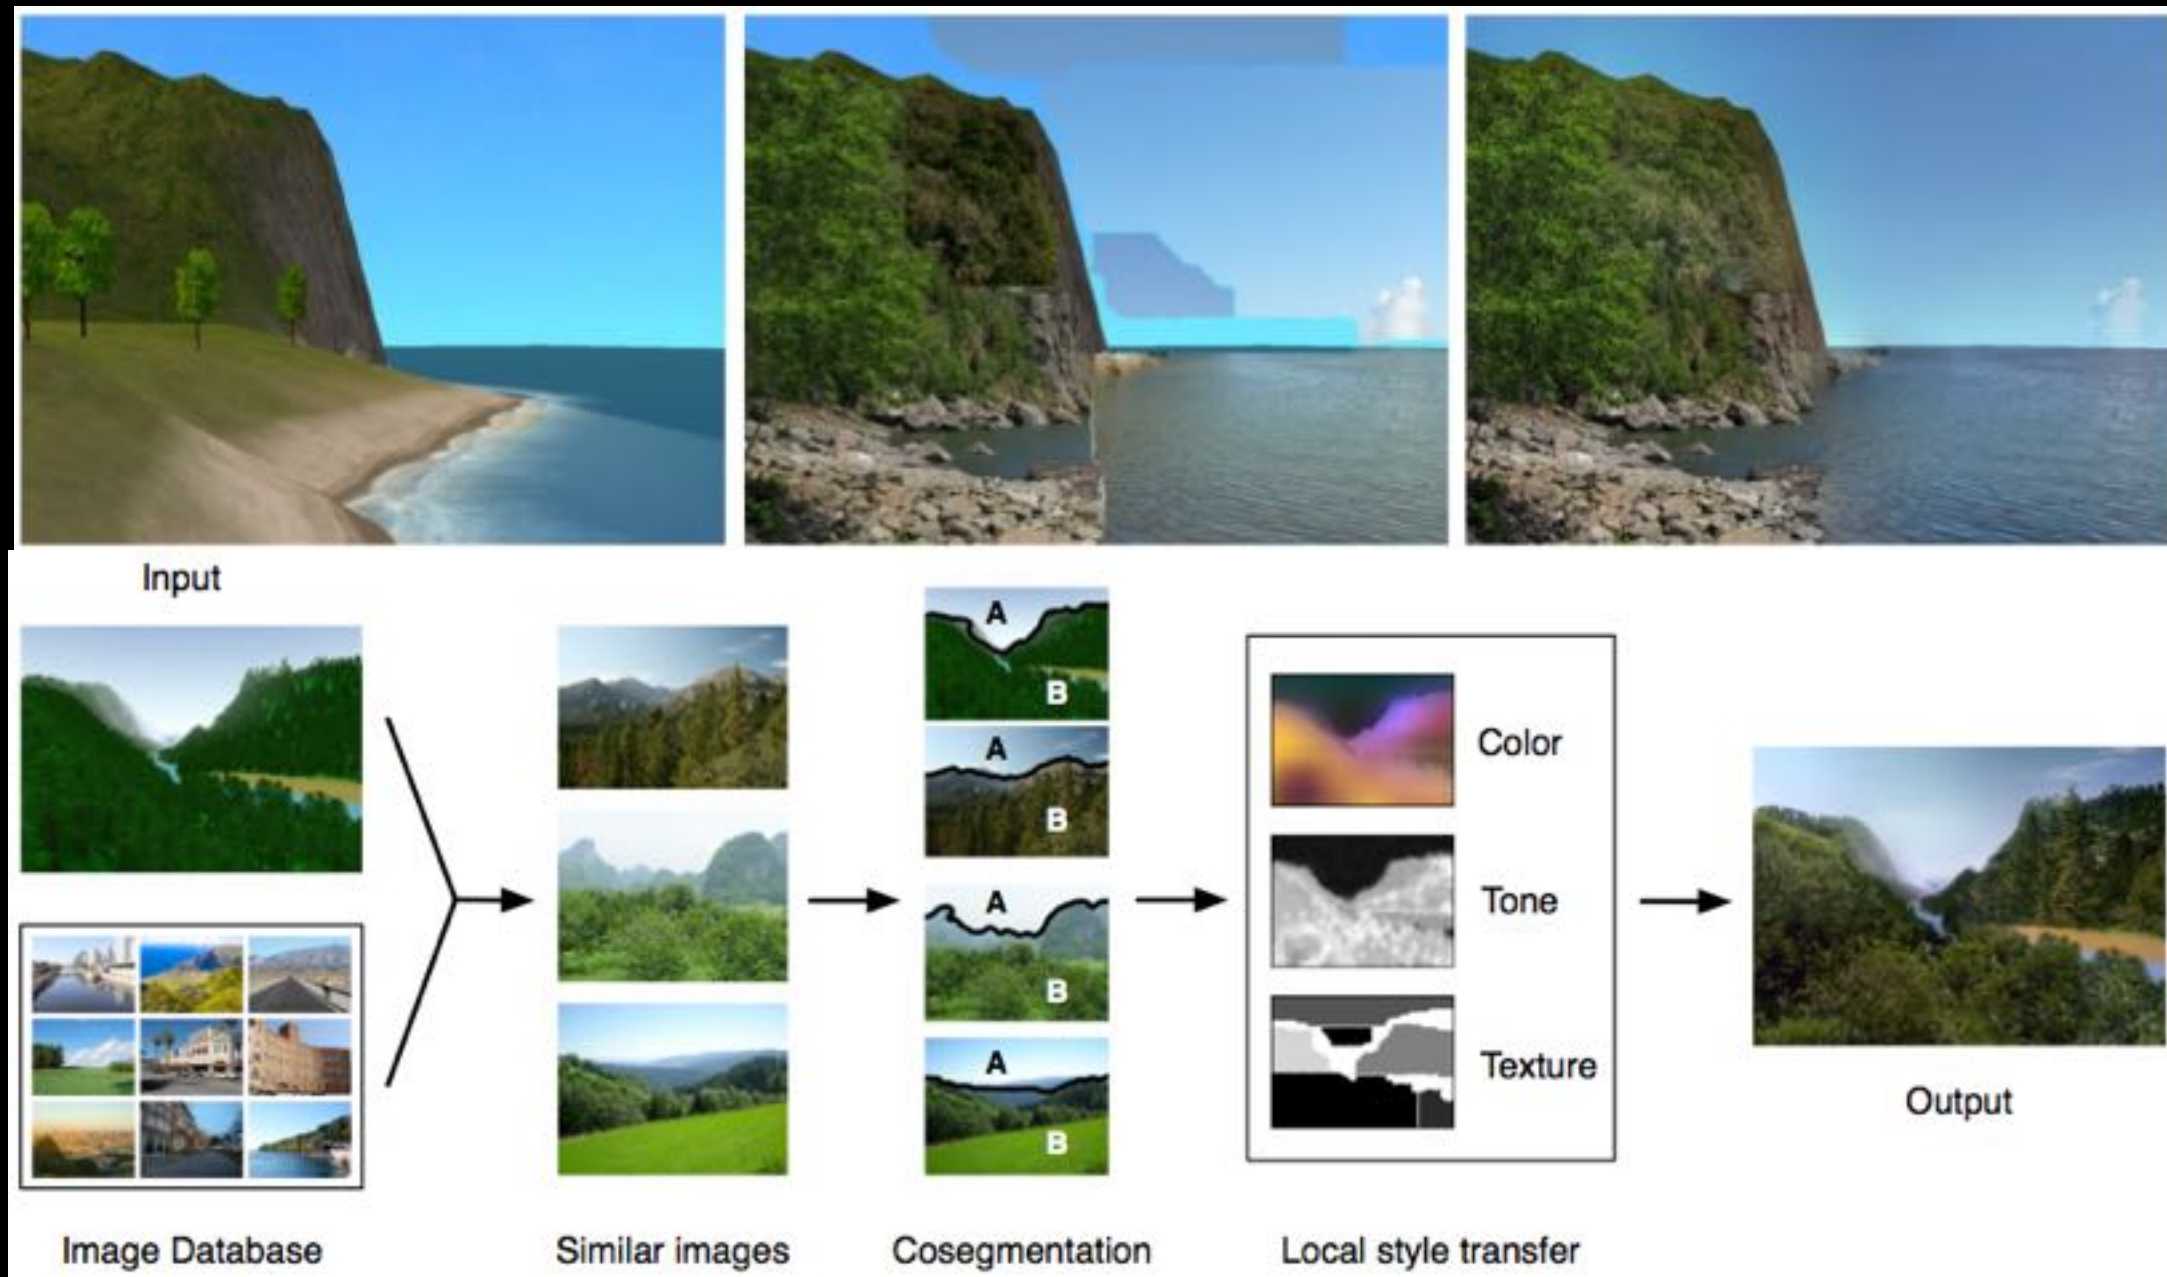 Input
A
B
A
B
A
B
A
B
Color
Tone
Texture
Output
Image Database
Similar images
Cosegmentation
Local style transfer